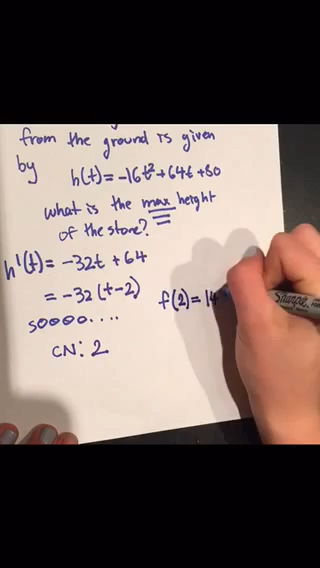 from the ground is given
by
h(t) = -16t²+64t+80
what is the max height
of the stone?
h'(t) = -32t + 64
= -32(t-2)
soooo....
CN: 2
f(2) = 14
Sharpie